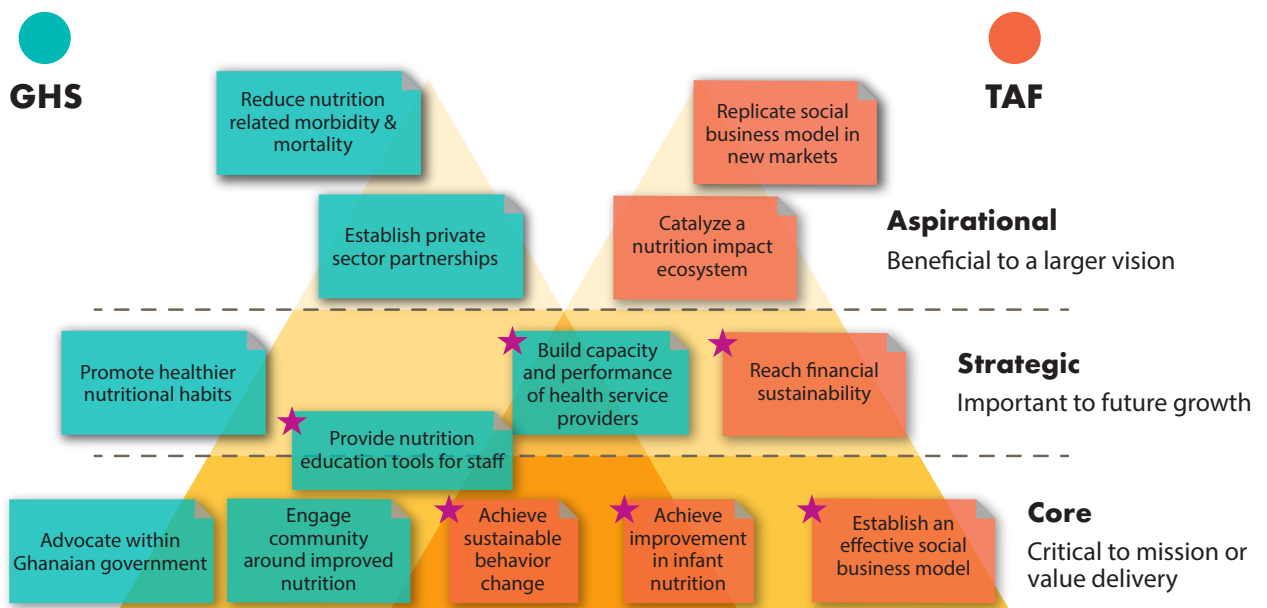 GHS
TAF
Reduce nutrition
related morbidity &
mortality
Replicate social
business model in
new markets
Establish private
sector partnerships
Catalyze a
nutrition impact
ecosystem
Aspirational
Beneficial to a larger vision
Promote healthier
nutritional habits
Provide nutrition
education tools for staff
Build capacity
and performance
of health service
providers
Reach financial
sustainability
Strategic
Important to future growth
Advocate within
Ghanaian government
Engage
community
around improved
nutrition
Achieve
sustainable
behavior
change
Achieve
improvement
in infant
nutrition
Establish an
effective social
business model
Core
Critical to mission or
value delivery